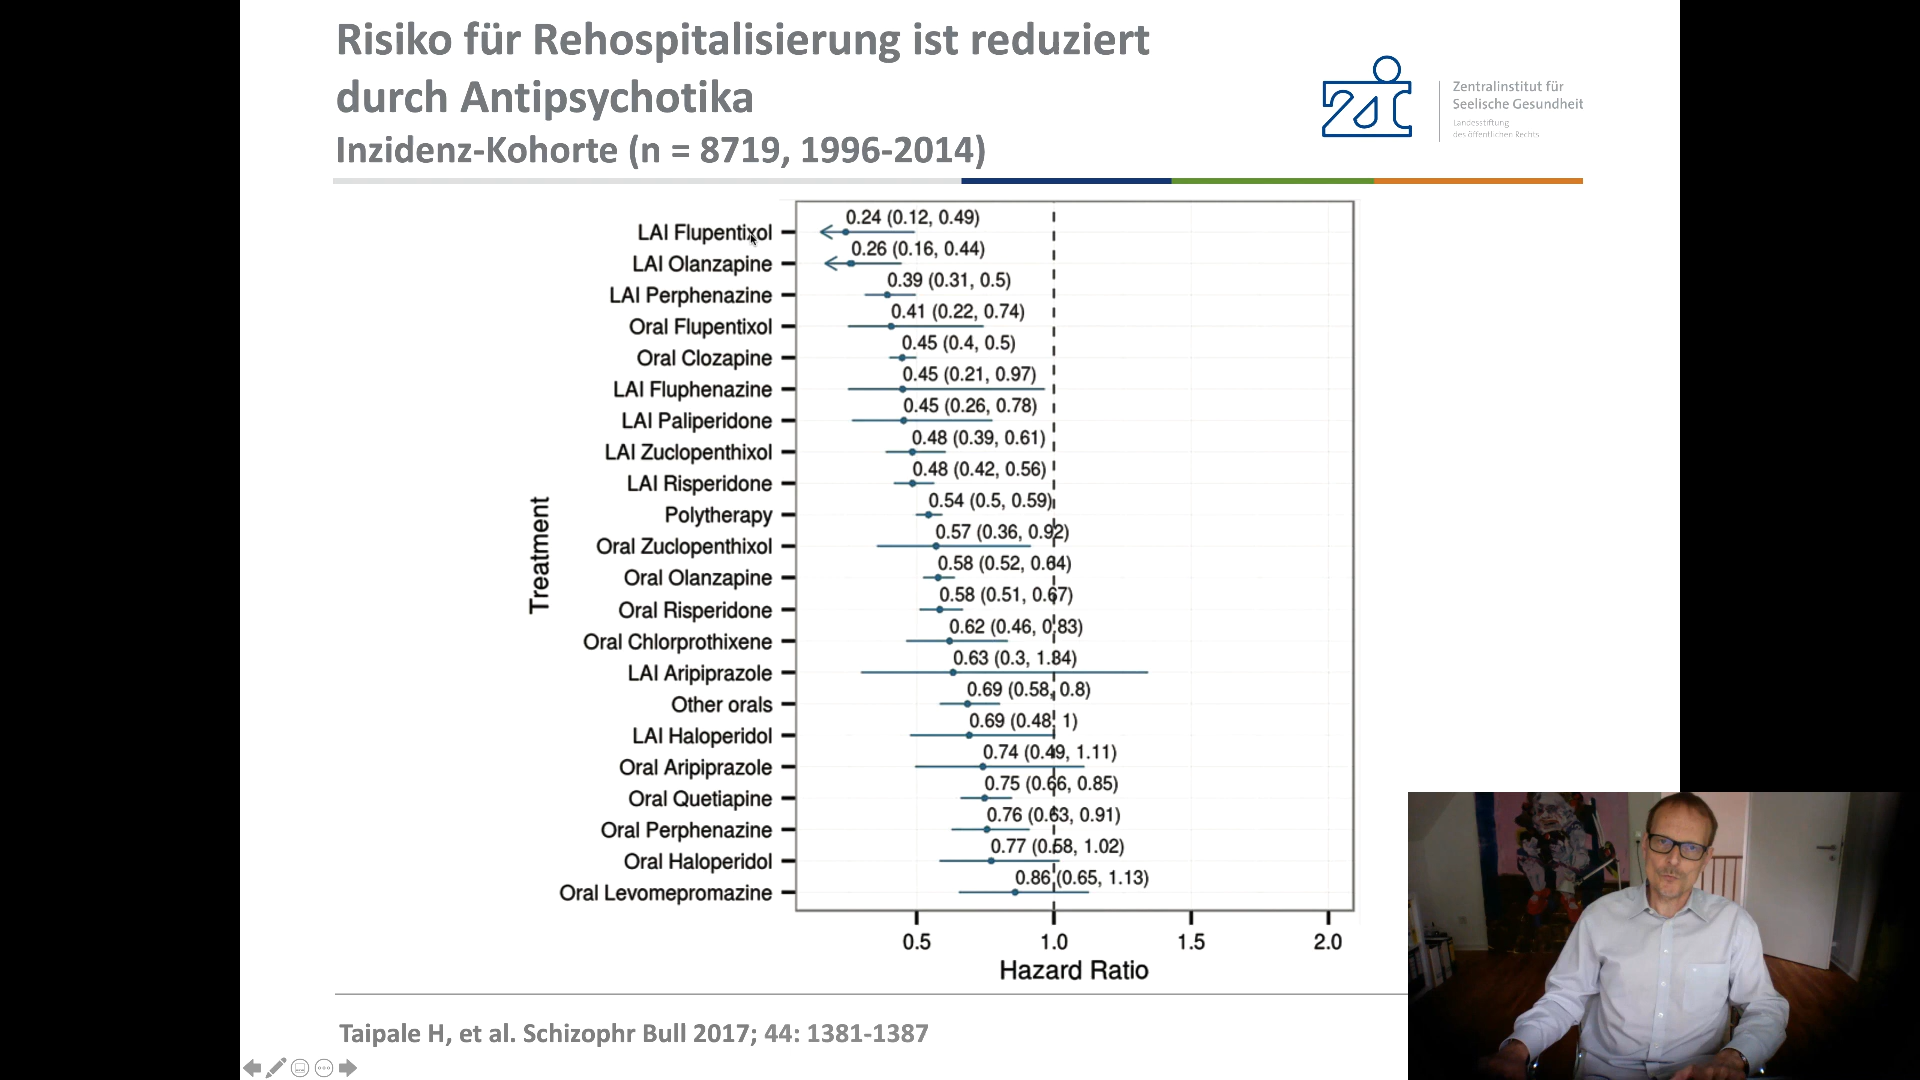 Risiko für Rehospitalisierung ist reduziert
durch Antipsychotika
Inzidenz-Kohorte (n = 8719, 1996-2014)
Zentralinstitut für
Seelische Gesundheit
Landesstiftung
des öffentlichen Rechts
Treatment
LAI Flupentixol 0.24 (0.12, 0.49)
LAI Olanzapine 0.26 (0.16, 0.44)
LAI Perphenazine 0.39 (0.31, 0.5)
Oral Flupentixol 0.41 (0.22, 0.74)
Oral Clozapine 0.45 (0.4, 0.5)
LAI Fluphenazine 0.45 (0.21, 0.97)
LAI Paliperidone 0.45 (0.26, 0.78)
LAI Zuclopenthixol 0.48 (0.39, 0.61)
LAI Risperidone 0.48 (0.42, 0.56)
Polytherapy 0.54 (0.5, 0.59)
Oral Zuclopenthixol 0.57 (0.36, 0.92)
Oral Olanzapine 0.58 (0.52, 0.64)
Oral Risperidone 0.58 (0.51, 0.67)
Oral Chlorprothixene 0.62 (0.46, 0.83)
LAI Aripiprazole 0.63 (0.3, 1.34)
Other orals 0.69 (0.58, 0.8)
LAI Haloperidol 0.69 (0.48, 1)
Oral Aripiprazole 0.74 (0.49, 1.11)
Oral Quetiapine 0.75 (0.66, 0.85)
Oral Perphenazine 0.76 (0.63, 0.91)
Oral Haloperidol 0.77 (0.58, 1.02)
Oral Levomepromazine 0.86 (0.65, 1.13)
0.5 1.0 1.5 2.0
Hazard Ratio
Taipale H, et al. Schizophr Bull 2017; 44: 1381-1387